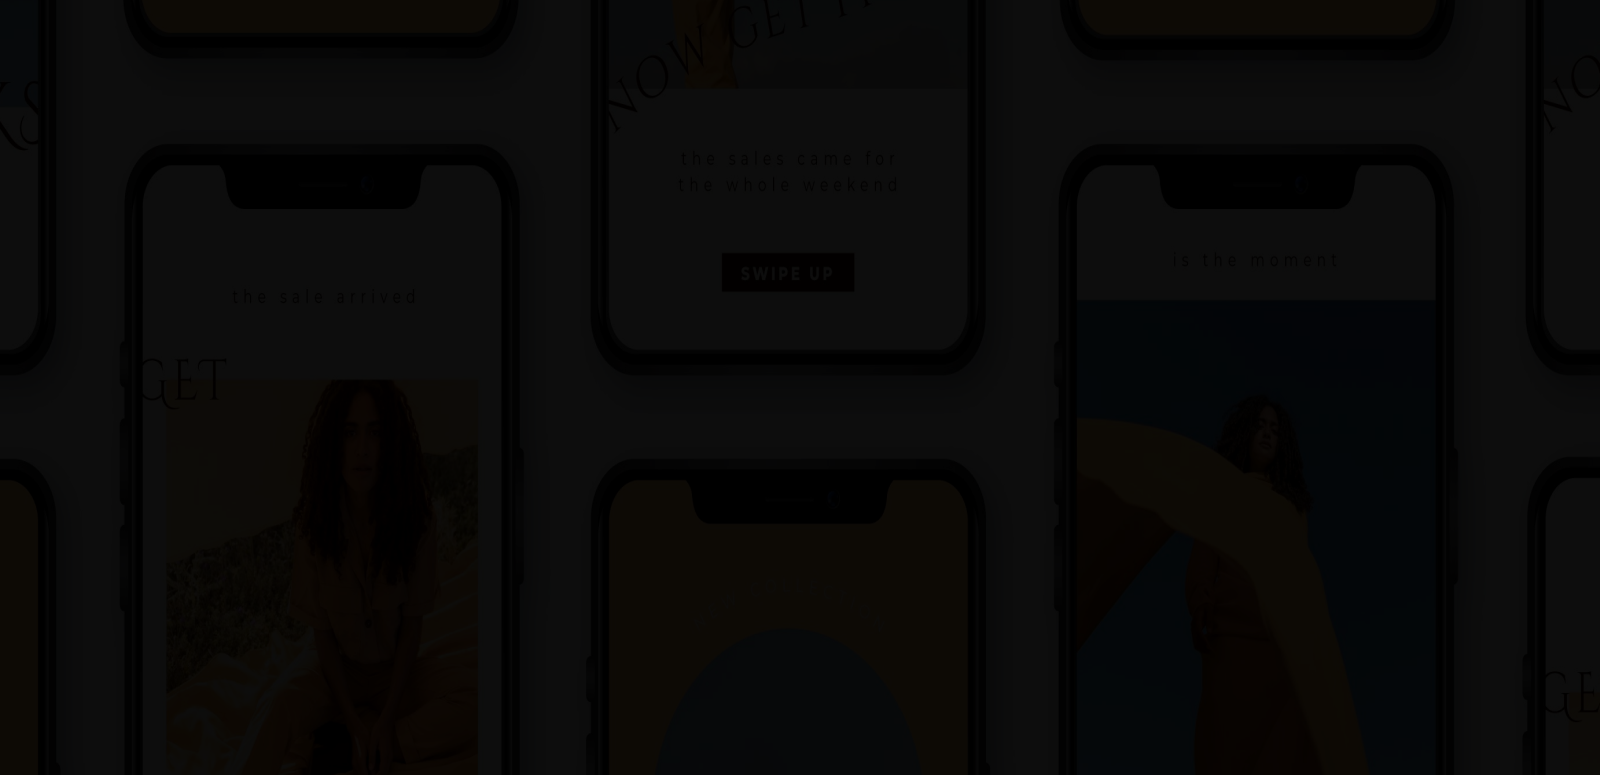 KS
NOW GET
NO
the sales came for
the whole weekend
SWIPE UP
the sale arrived
is the moment
GET
GE